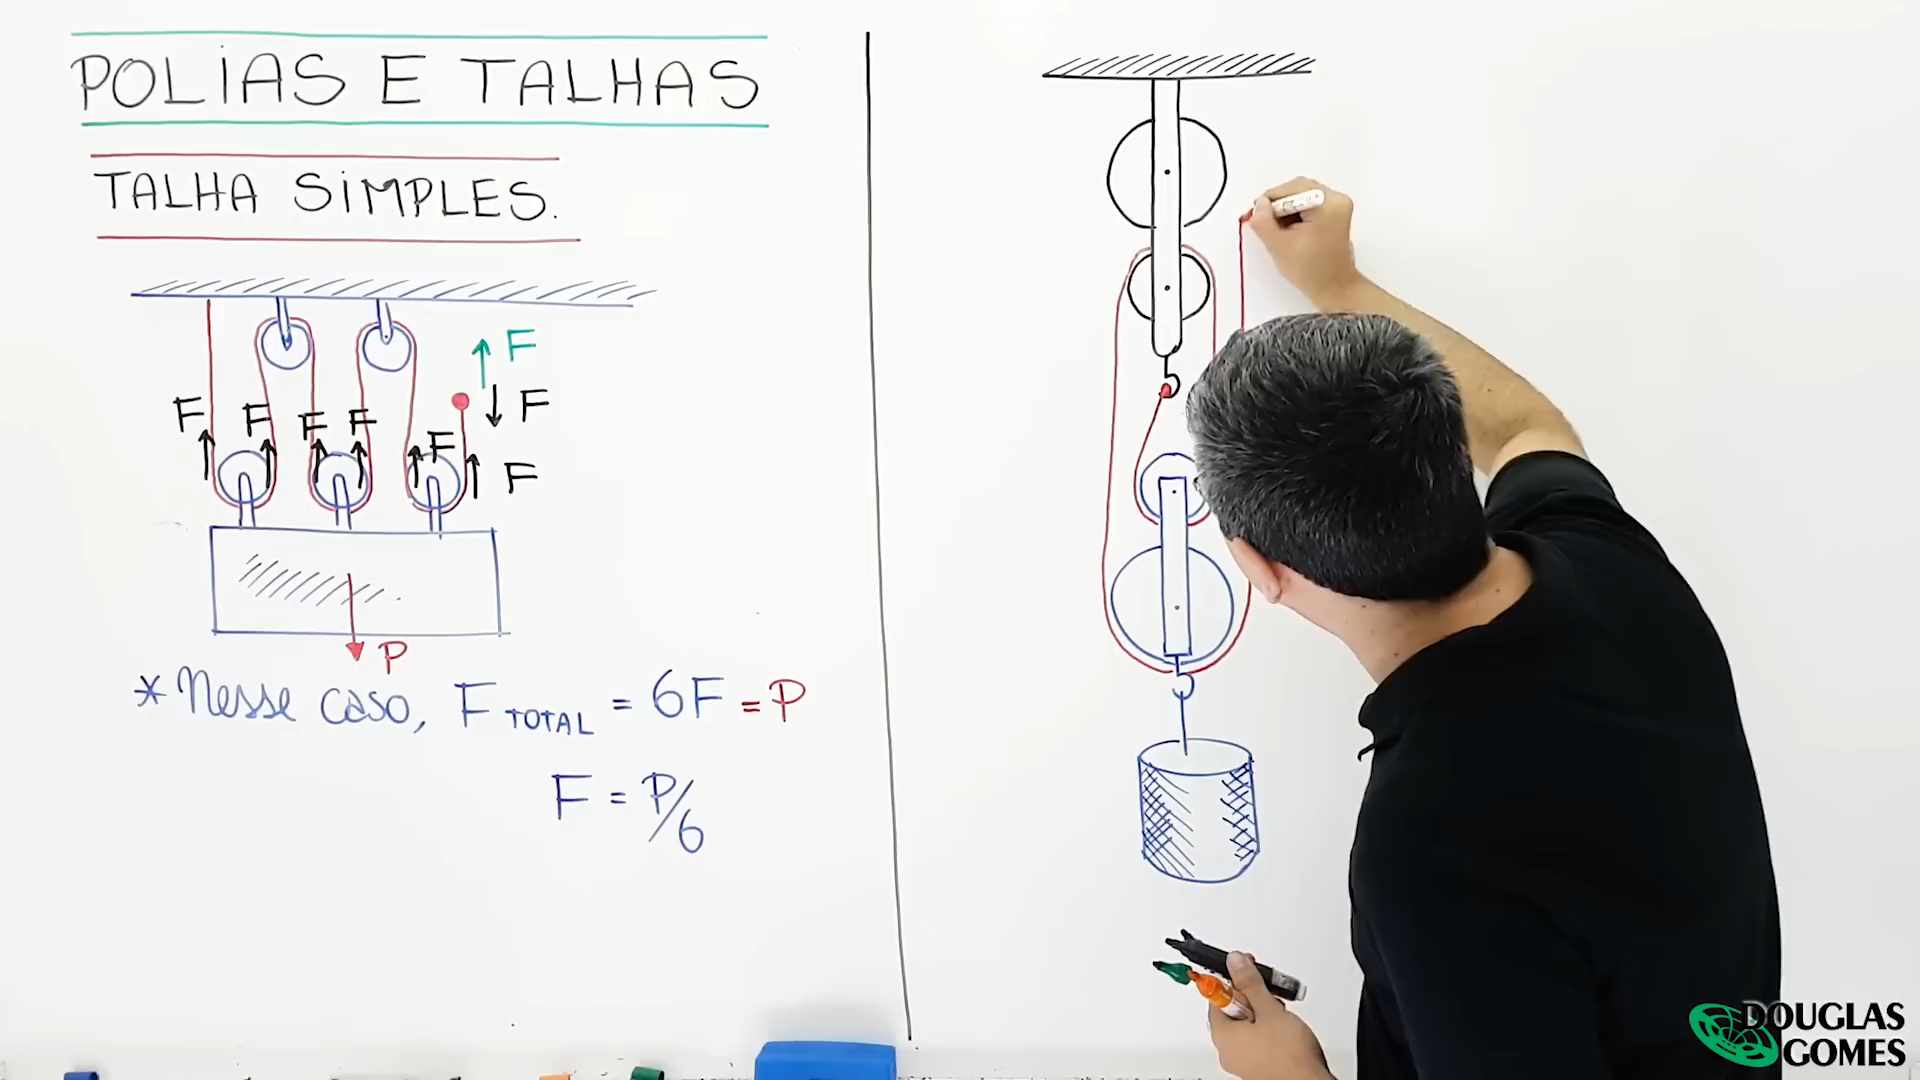 POLIAS E TALHAS
TALHA SIMPLES.
F
F
F
F
F
F
F
F
F
P
* Nesse caso, F TOTAL = 6F = P
F = P/6
DOUGLAS
GOMES